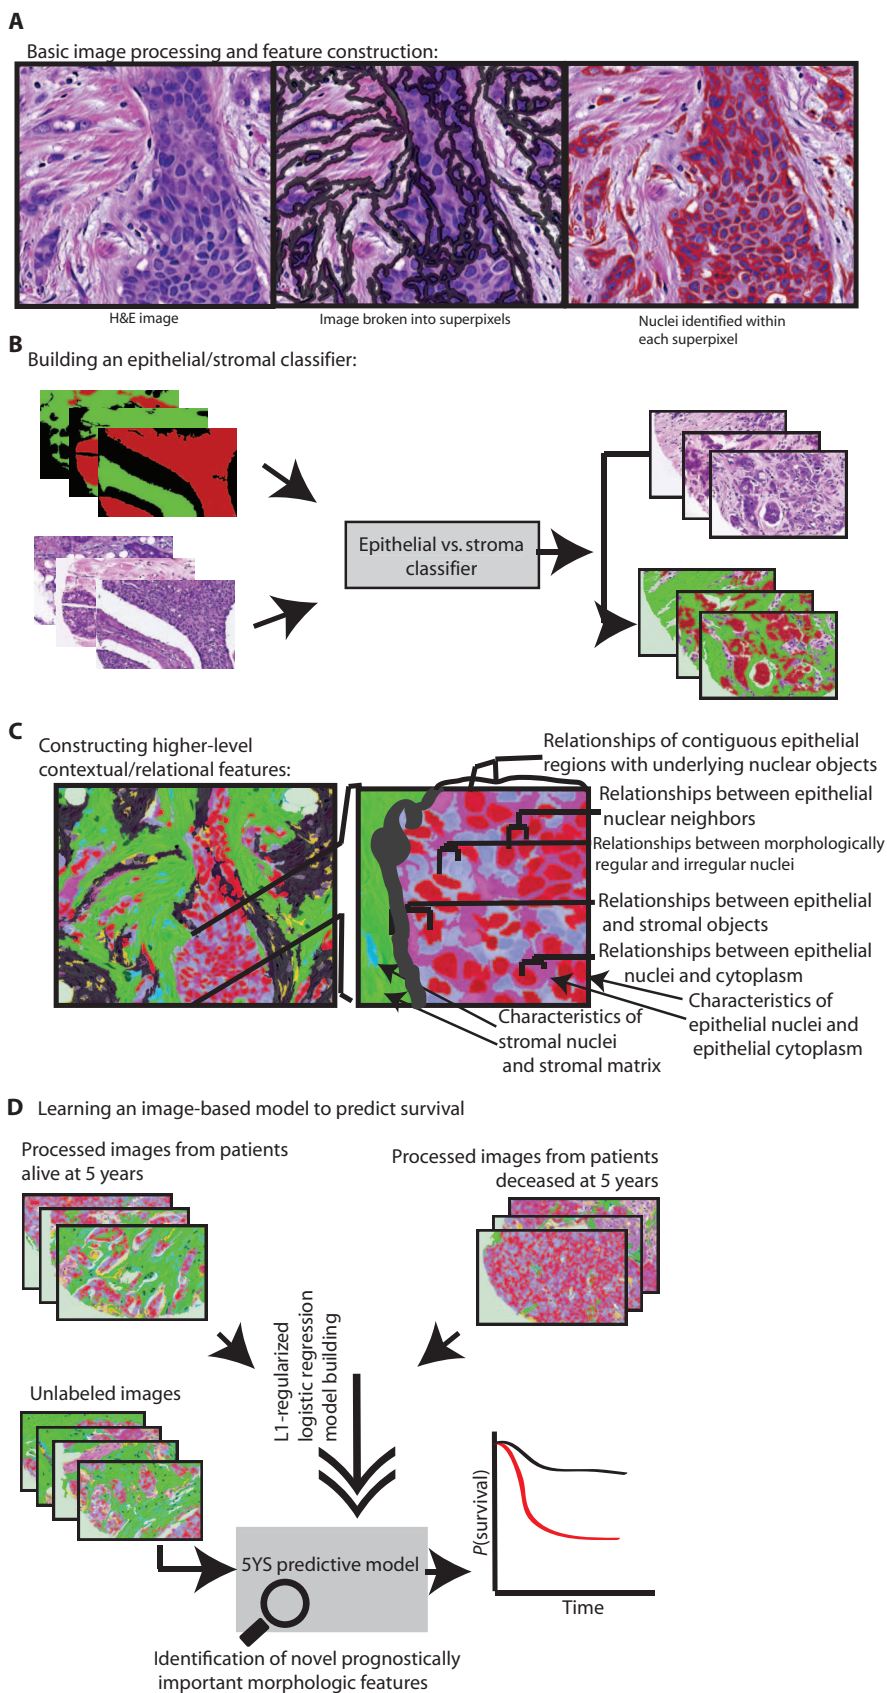 A
Basic image processing and feature construction:
H&E image
Image broken into superpixels
Nuclei identified within
each superpixel
B
Building an epithelial/stromal classifier:
Epithelial vs. stroma
classifier
C
Constructing higher-level
contextual/relational features:
Relationships of contiguous epithelial
regions with underlying nuclear objects
Relationships between epithelial
nuclear neighbors
Relationships between morphologically
regular and irregular nuclei
Relationships between epithelial
and stromal objects
Relationships between epithelial
nuclei and cytoplasm
Characteristics of
epithelial nuclei and
epithelial cytoplasm
Characteristics of
stromal nuclei
and stromal matrix
D Learning an image-based model to predict survival
Processed images from patients
alive at 5 years
Processed images from patients
deceased at 5 years
L1-regularized
logistic regression
model building
Unlabeled images
P(survival)
Time
5YS predictive model
Identification of novel prognostically
important morphologic features